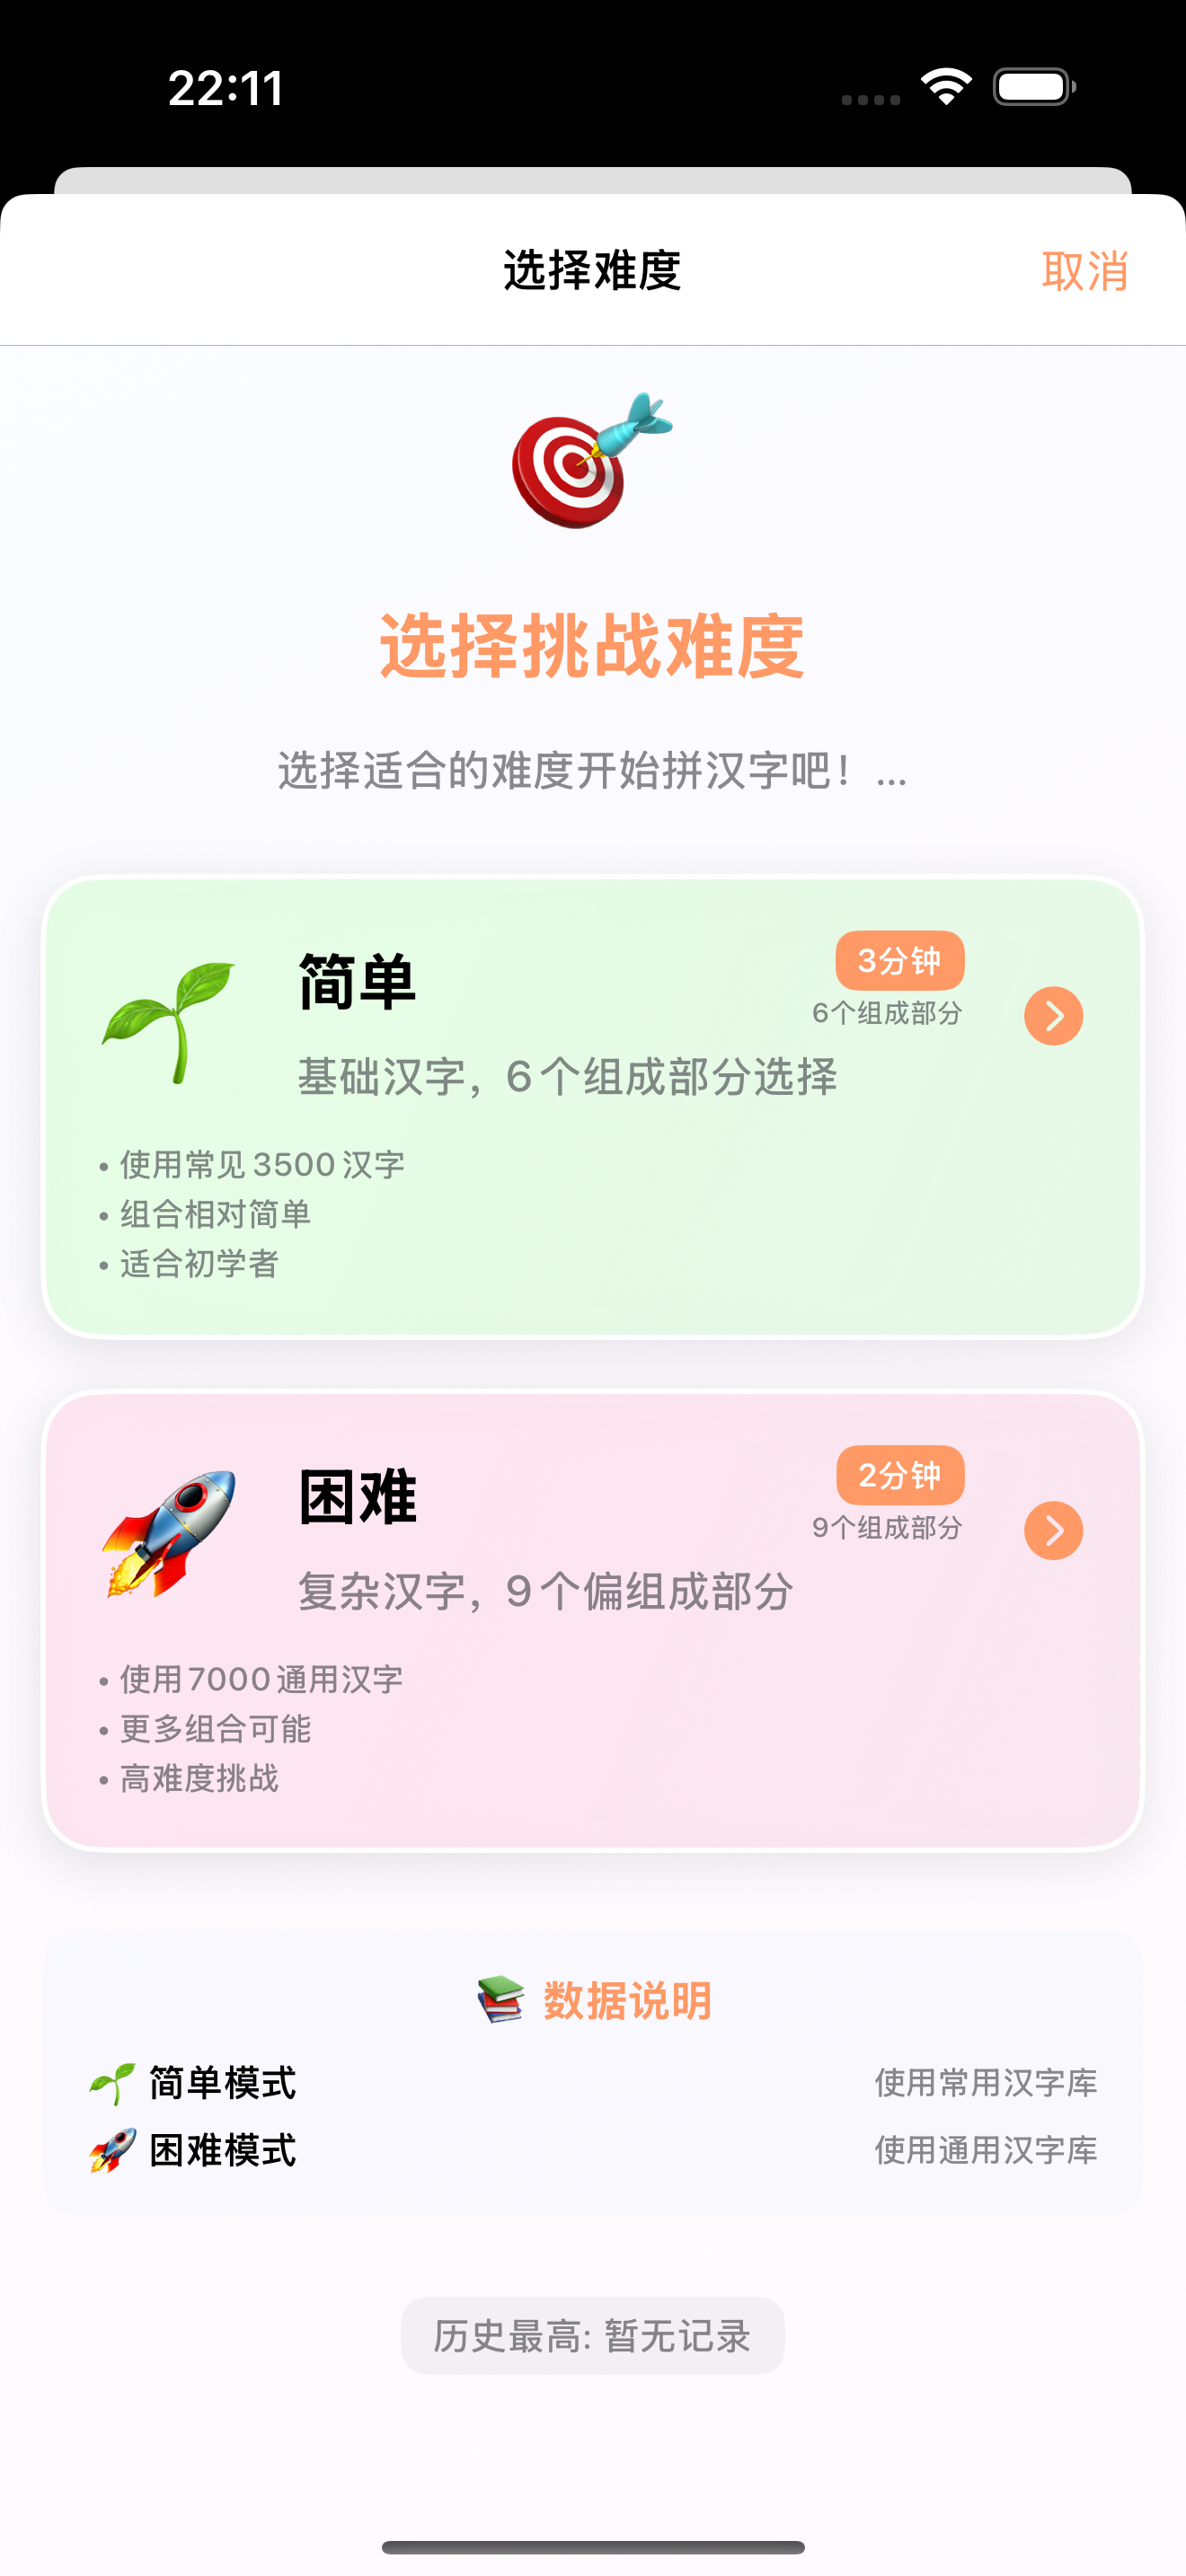 22:11
选择难度
取消
选择挑战难度
选择适合的难度开始拼汉字吧！...
简单
3分钟
6个组成部分
基础汉字，6个组成部分选择
• 使用常见3500汉字
• 组合相对简单
• 适合初学者
困难
2分钟
9个组成部分
复杂汉字，9个偏组成部分
• 使用7000通用汉字
• 更多组合可能
• 高难度挑战
📚 数据说明
🌱 简单模式
使用常用汉字库
🚀 困难模式
使用通用汉字库
历史最高: 暂无记录